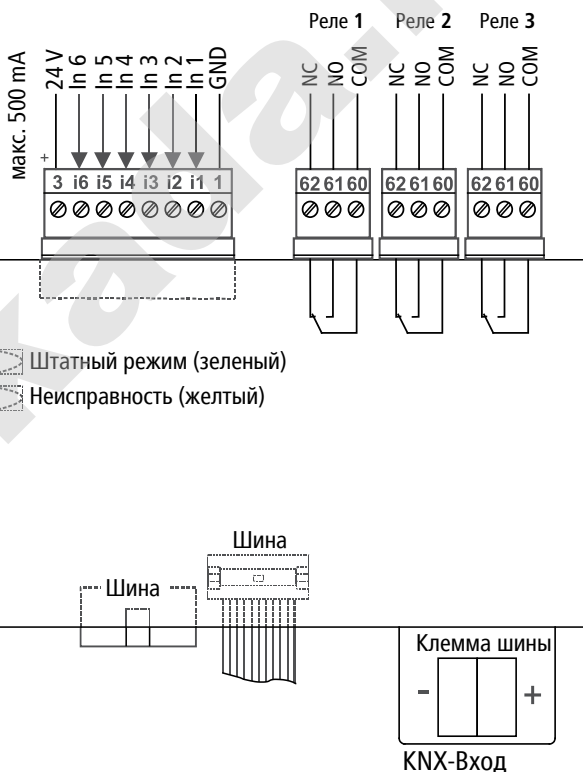 Реле 1 Реле 2 Реле 3
макс. 500 mA
24 V In 6 In 5 In 4 In 3 In 2 In 1 GND
NC NO COM NC NO COM NC NO COM
+
3 i6 i5 i4 i3 i2 i1 1
62 61 60 62 61 60 62 61 60
Штатный режим (зеленый)
Неисправность (желтый)
Шина
Шина
Клемма шины
- +
KNX-Вход